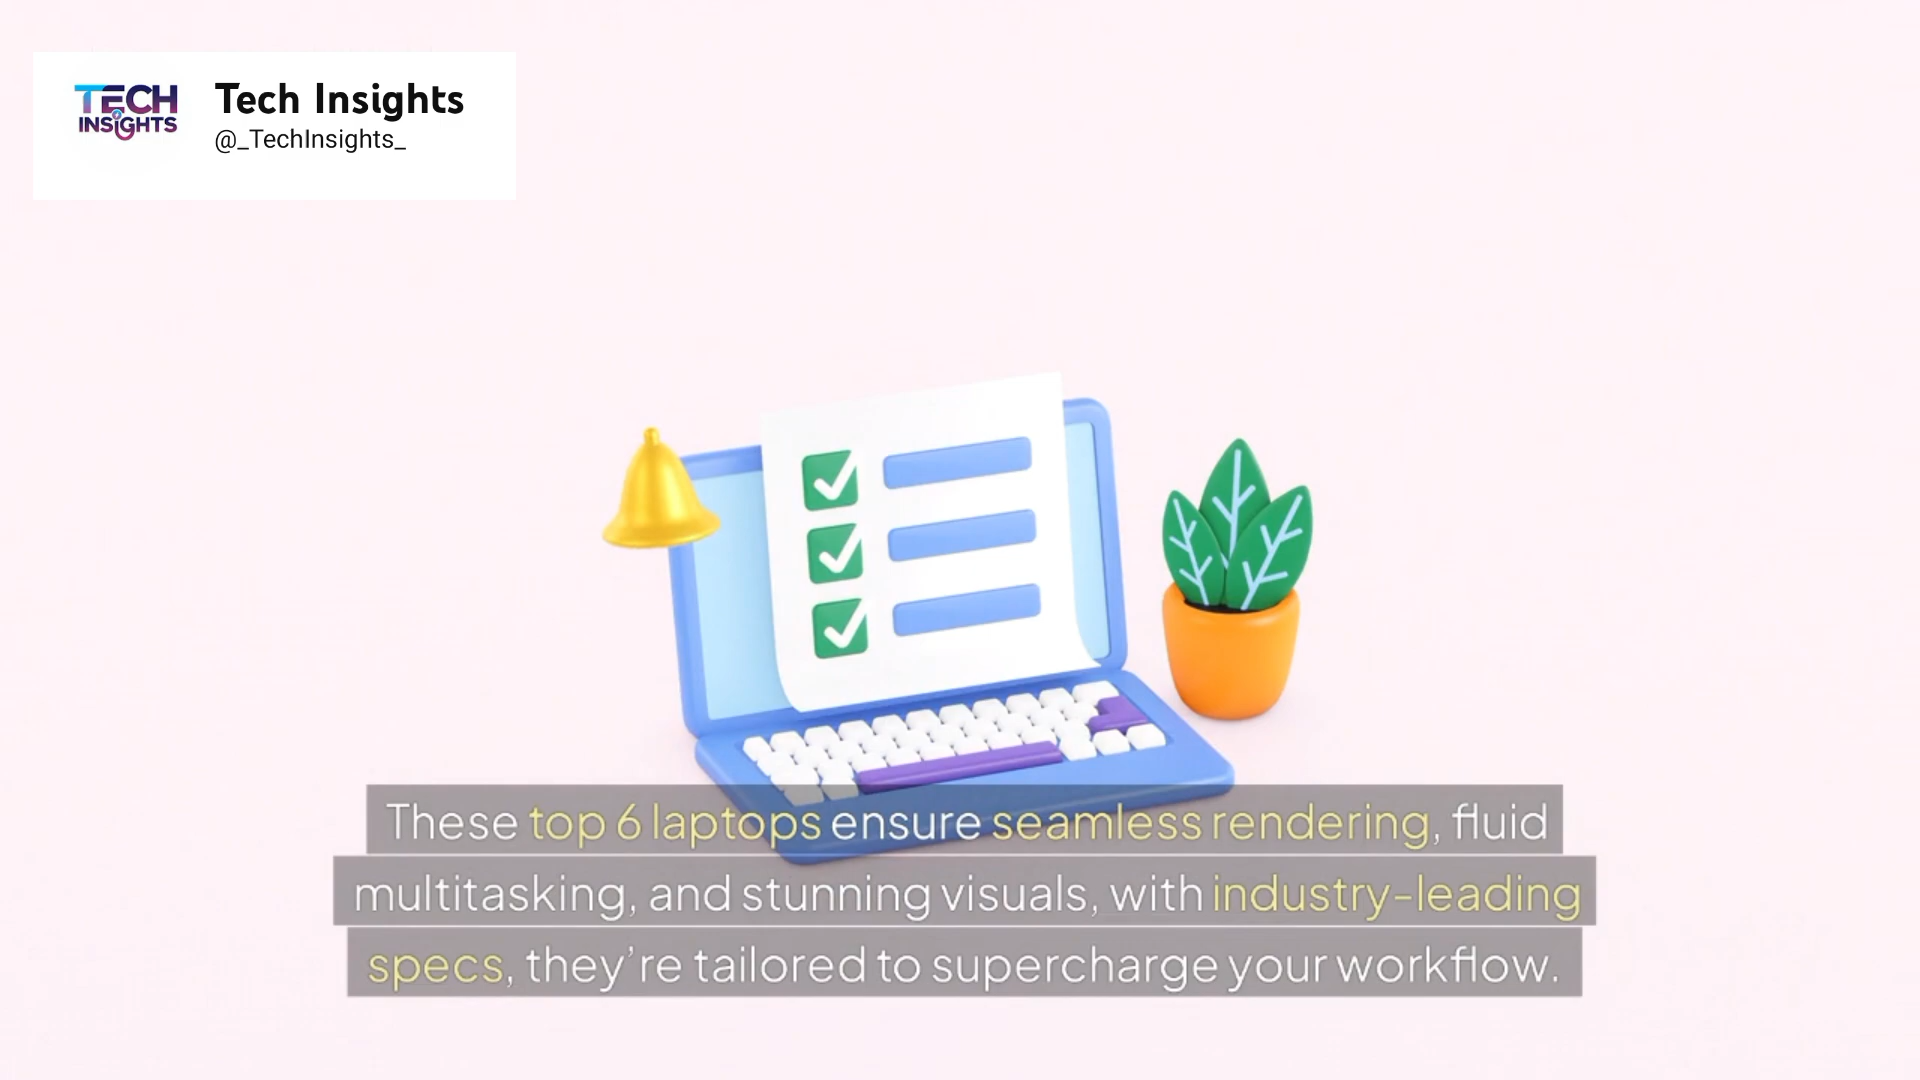 TECH
INSiGHTS
Tech Insights
@_TechInsights_
These top 6 laptops ensure seamless rendering, fluid
multitasking, and stunning visuals, with industry-leading
specs, they’re tailored to supercharge your workflow.